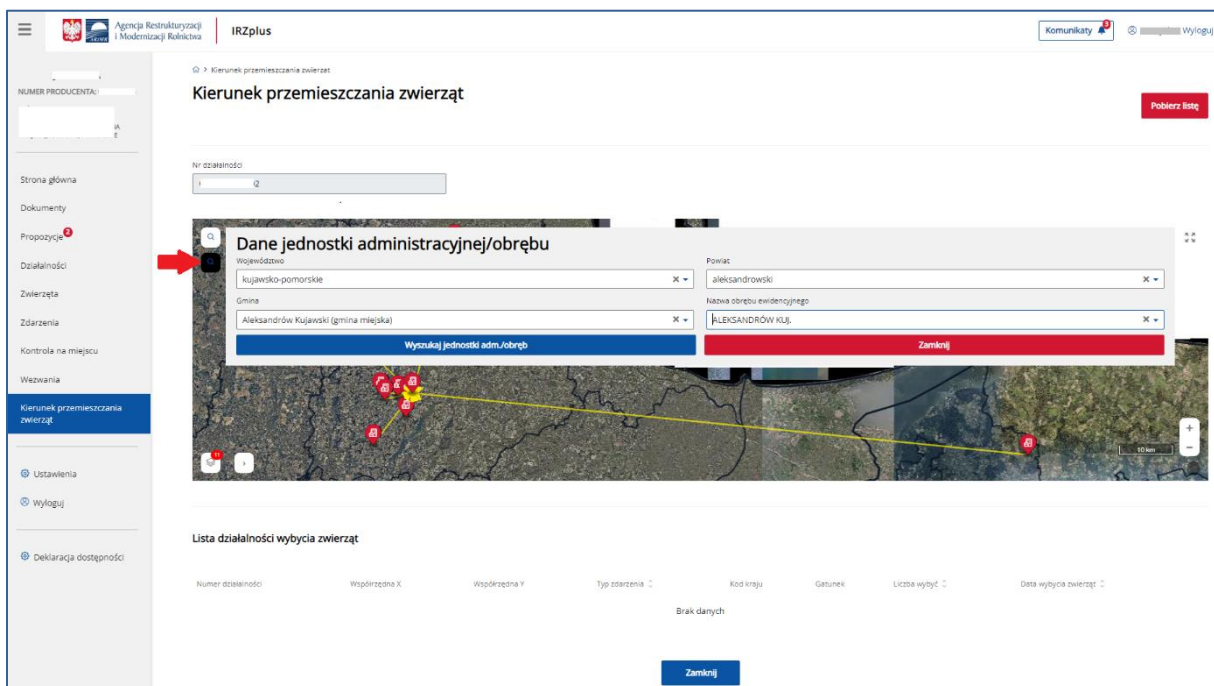 Agencja Restrukturyzacji
i Modernizacji Rolnictwa
IRZplus
Komunikaty 3
Wyloguj
NUMER PRODUCENTA:
Strona główna
Dokumenty
Propozycje 2
Działalności
Zwierzęta
Zdarzenia
Kontrola na miejscu
Wezwania
Kierunek przemieszczania
zwierząt
Ustawienia
Wyloguj
Deklaracja dostępności
> Kierunek przemieszczania zwierzat
Kierunek przemieszczania zwierząt
Pobierz listę
Nr działalności
Dane jednostki administracyjnej/obrębu
Województwo
Powiat
kujawsko-pomorskie
aleksandrowski
Gmina
Nazwa obrębu ewidencyjnego
Aleksandrów Kujawski (gmina miejska)
ALEKSANDRÓW KUJ.
Wyszukaj jednostki adm./obręb
Zamknij
11
10 km
Lista działalności wybycia zwierząt
Numer działalności Współrzędna X Współrzędna Y Typ zdarzenia Kod kraju Gatunek Liczba wybyć Data wybycia zwierząt
Brak danych
Zamknij